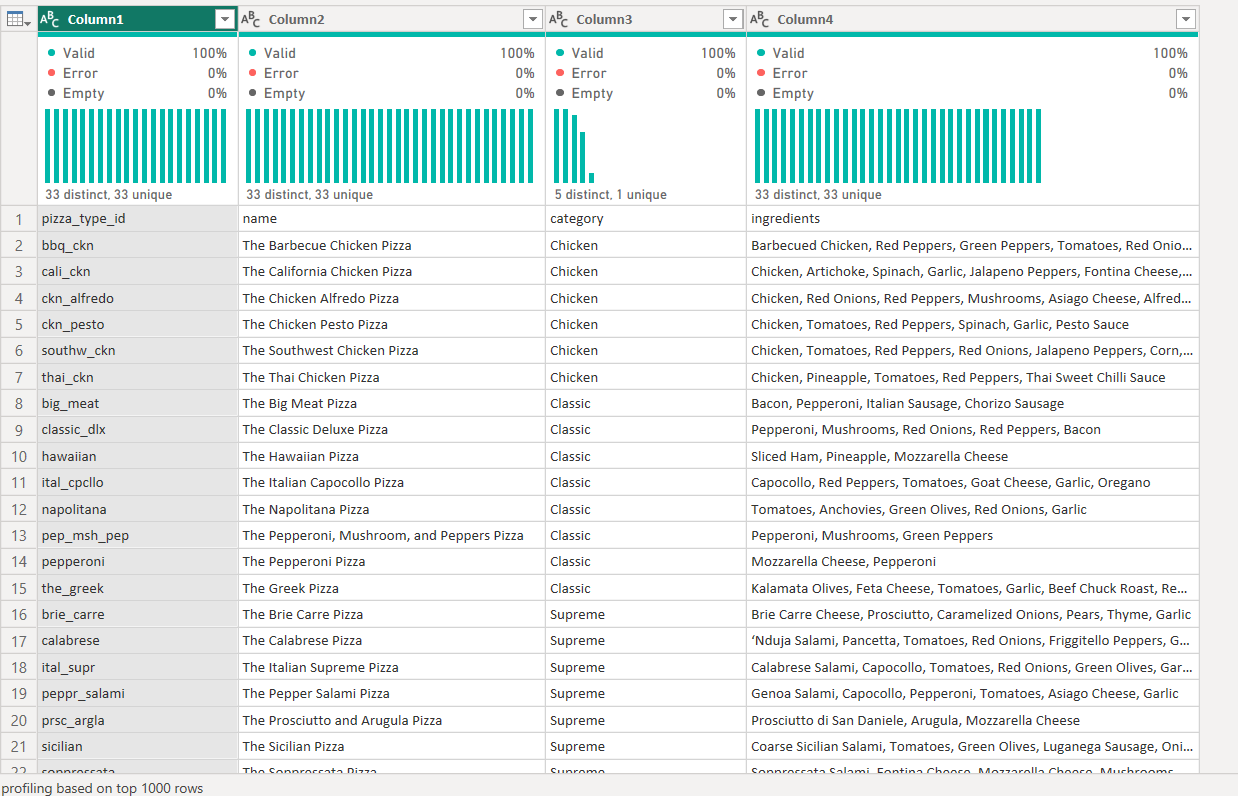 ABC Column1 ABC Column2 ABC Column3 ABC Column4
Valid 100% Valid 100% Valid 100% Valid 100%
Error 0% Error 0% Error 0% Error 0%
Empty 0% Empty 0% Empty 0% Empty 0%
33 distinct, 33 unique 33 distinct, 33 unique 5 distinct, 1 unique 33 distinct, 33 unique
1 pizza_type_id name category ingredients
2 bbq_ckn The Barbecue Chicken Pizza Chicken Barbecued Chicken, Red Peppers, Green Peppers, Tomatoes, Red Onio...
3 cali_ckn The California Chicken Pizza Chicken Chicken, Artichoke, Spinach, Garlic, Jalapeno Peppers, Fontina Cheese,...
4 ckn_alfredo The Chicken Alfredo Pizza Chicken Chicken, Red Onions, Red Peppers, Mushrooms, Asiago Cheese, Alfred...
5 ckn_pesto The Chicken Pesto Pizza Chicken Chicken, Tomatoes, Red Peppers, Spinach, Garlic, Pesto Sauce
6 southw_ckn The Southwest Chicken Pizza Chicken Chicken, Tomatoes, Red Peppers, Red Onions, Jalapeno Peppers, Corn,...
7 thai_ckn The Thai Chicken Pizza Chicken Chicken, Pineapple, Tomatoes, Red Peppers, Thai Sweet Chilli Sauce
8 big_meat The Big Meat Pizza Classic Bacon, Pepperoni, Italian Sausage, Chorizo Sausage
9 classic_dlx The Classic Deluxe Pizza Classic Pepperoni, Mushrooms, Red Onions, Red Peppers, Bacon
10 hawaiian The Hawaiian Pizza Classic Sliced Ham, Pineapple, Mozzarella Cheese
11 ital_cpcllo The Italian Capocollo Pizza Classic Capocollo, Red Peppers, Tomatoes, Goat Cheese, Garlic, Oregano
12 napolitana The Napolitana Pizza Classic Tomatoes, Anchovies, Green Olives, Red Onions, Garlic
13 pep_msh_pep The Pepperoni, Mushroom, and Peppers Pizza Classic Pepperoni, Mushrooms, Green Peppers
14 pepperoni The Pepperoni Pizza Classic Mozzarella Cheese, Pepperoni
15 the_greek The Greek Pizza Classic Kalamata Olives, Feta Cheese, Tomatoes, Garlic, Beef Chuck Roast, Re...
16 brie_carre The Brie Carre Pizza Supreme Brie Carre Cheese, Prosciutto, Caramelized Onions, Pears, Thyme, Garlic
17 calabrese The Calabrese Pizza Supreme ‘Nduja Salami, Pancetta, Tomatoes, Red Onions, Friggitello Peppers, G...
18 ital_supr The Italian Supreme Pizza Supreme Calabrese Salami, Capocollo, Tomatoes, Red Onions, Green Olives, Gar...
19 peppr_salami The Pepper Salami Pizza Supreme Genoa Salami, Capocollo, Pepperoni, Tomatoes, Asiago Cheese, Garlic
20 prsc_argla The Prosciutto and Arugula Pizza Supreme Prosciutto di San Daniele, Arugula, Mozzarella Cheese
21 sicilian The Sicilian Pizza Supreme Coarse Sicilian Salami, Tomatoes, Green Olives, Luganega Sausage, Oni...
22 soppressata The Soppressata Pizza Supreme Soppressata Salami, Fontina Cheese, Mozzarella Cheese, Mushrooms,
profiling based on top 1000 rows